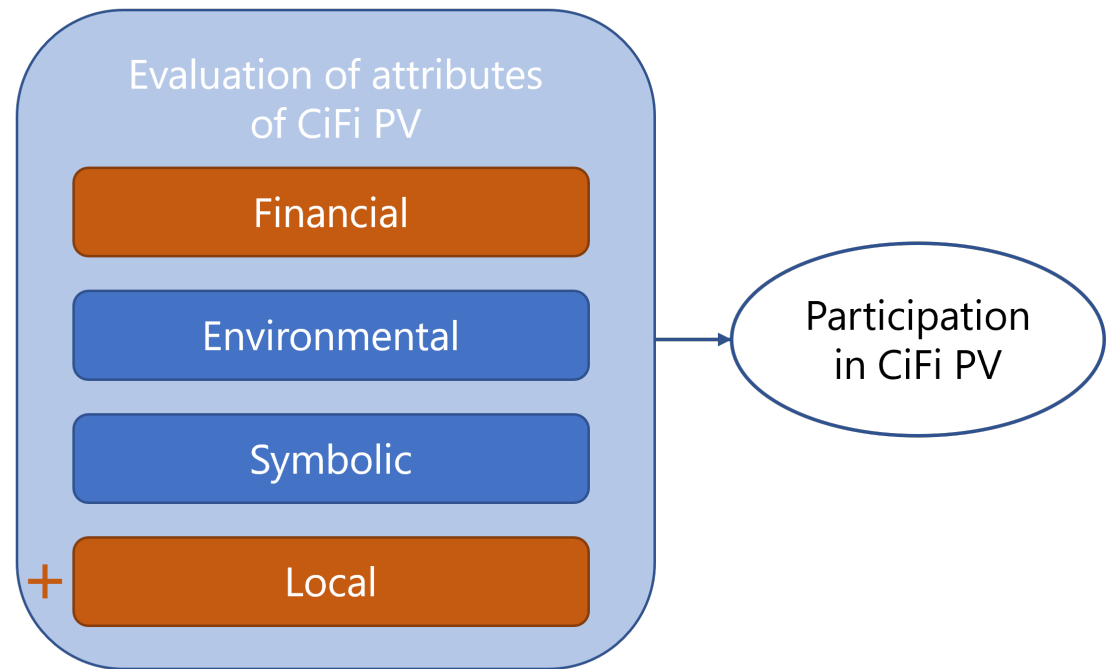 Evaluation of attributes
of CiFi PV
Financial
Environmental
Symbolic
+ Local
Participation
in CiFi PV